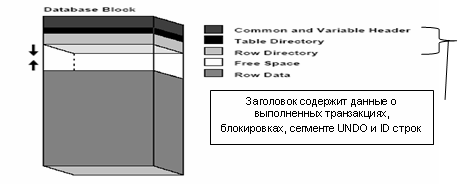 Database Block
Common and Variable Header
Table Directory
Row Directory
Free Space
Row Data
Заголовок содержит данные о
выполненных транзакциях,
блокировках, сегменте UNDO и ID строк